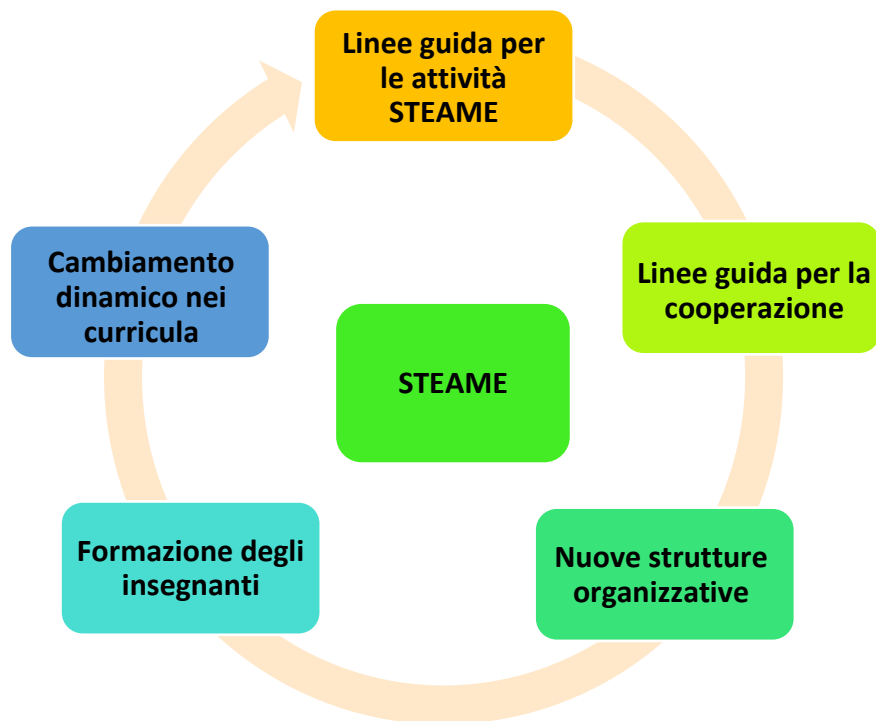 Linee guida per
le attività
STEAME
Linee guida per la
cooperazione
Nuove strutture
organizzative
Formazione degli
insegnanti
Cambiamento
dinamico nei
curricula
STEAME